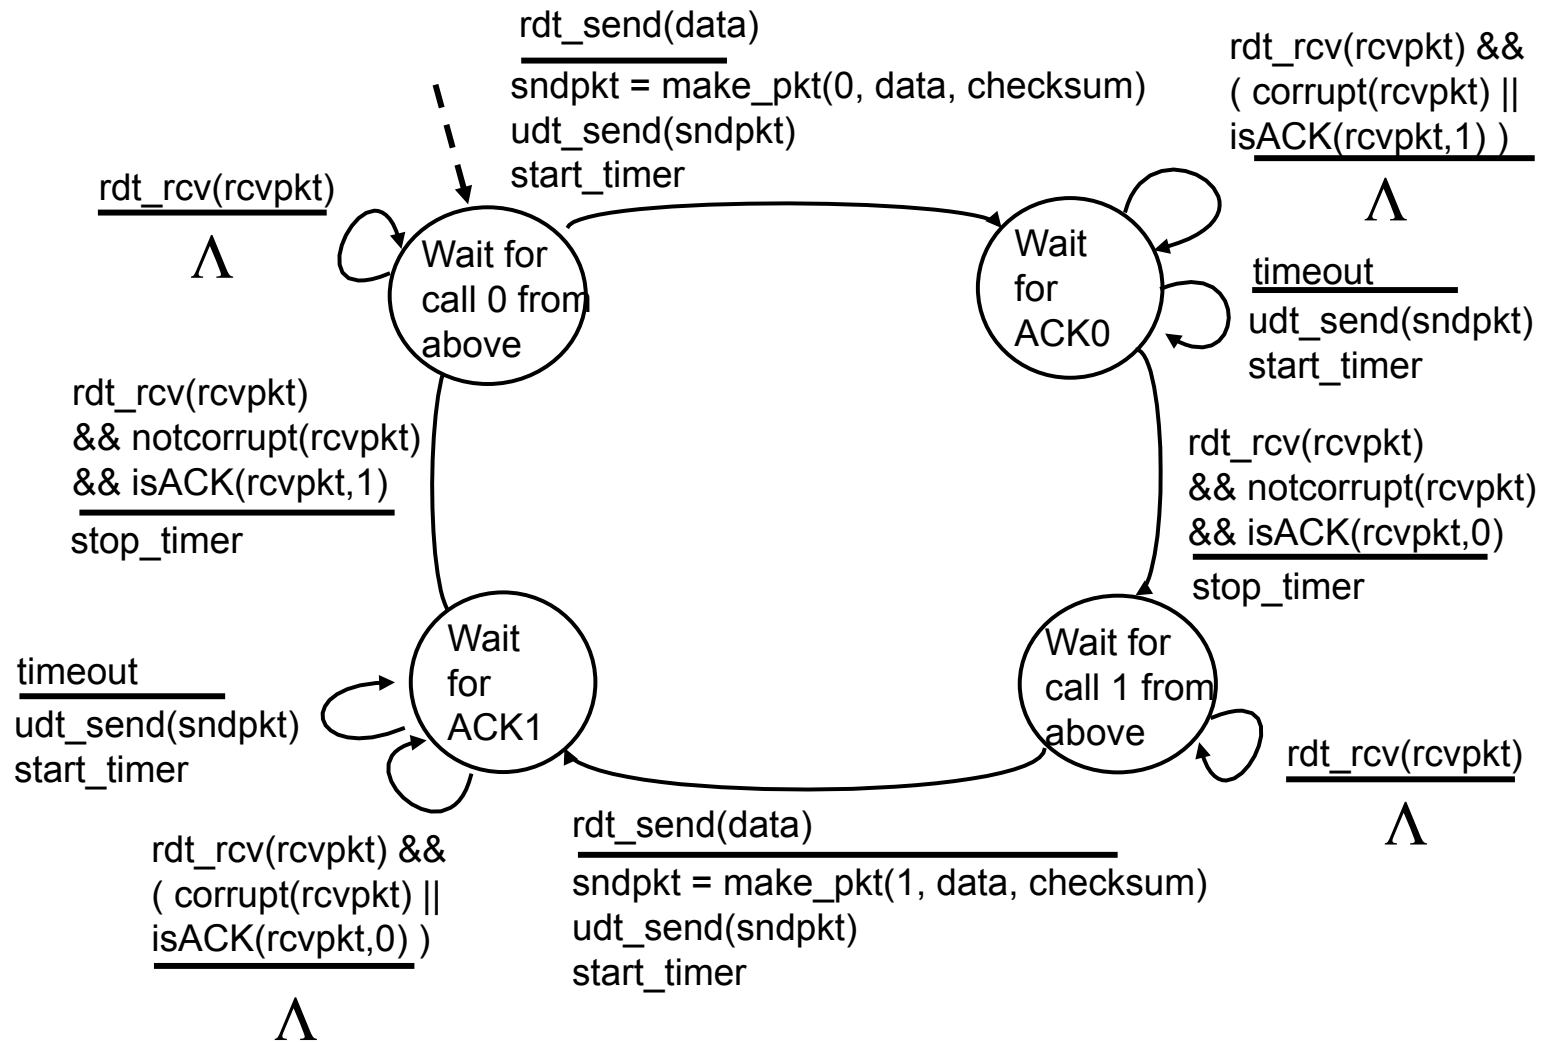 rdt_send(data)
sndpkt = make_pkt(0, data, checksum)
udt_send(sndpkt)
start_timer
rdt_rcv(rcvpkt) &&
( corrupt(rcvpkt) ||
isACK(rcvpkt,1) )
Λ
rdt_rcv(rcvpkt)
Λ
Wait for
call 0 from
above
Wait
for
ACK0
timeout
udt_send(sndpkt)
start_timer
rdt_rcv(rcvpkt)
&& notcorrupt(rcvpkt)
&& isACK(rcvpkt,1)
stop_timer
rdt_rcv(rcvpkt)
&& notcorrupt(rcvpkt)
&& isACK(rcvpkt,0)
stop_timer
Wait
for
ACK1
Wait for
call 1 from
above
timeout
udt_send(sndpkt)
start_timer
rdt_rcv(rcvpkt)
Λ
rdt_rcv(rcvpkt) &&
( corrupt(rcvpkt) ||
isACK(rcvpkt,0) )
Λ
rdt_send(data)
sndpkt = make_pkt(1, data, checksum)
udt_send(sndpkt)
start_timer